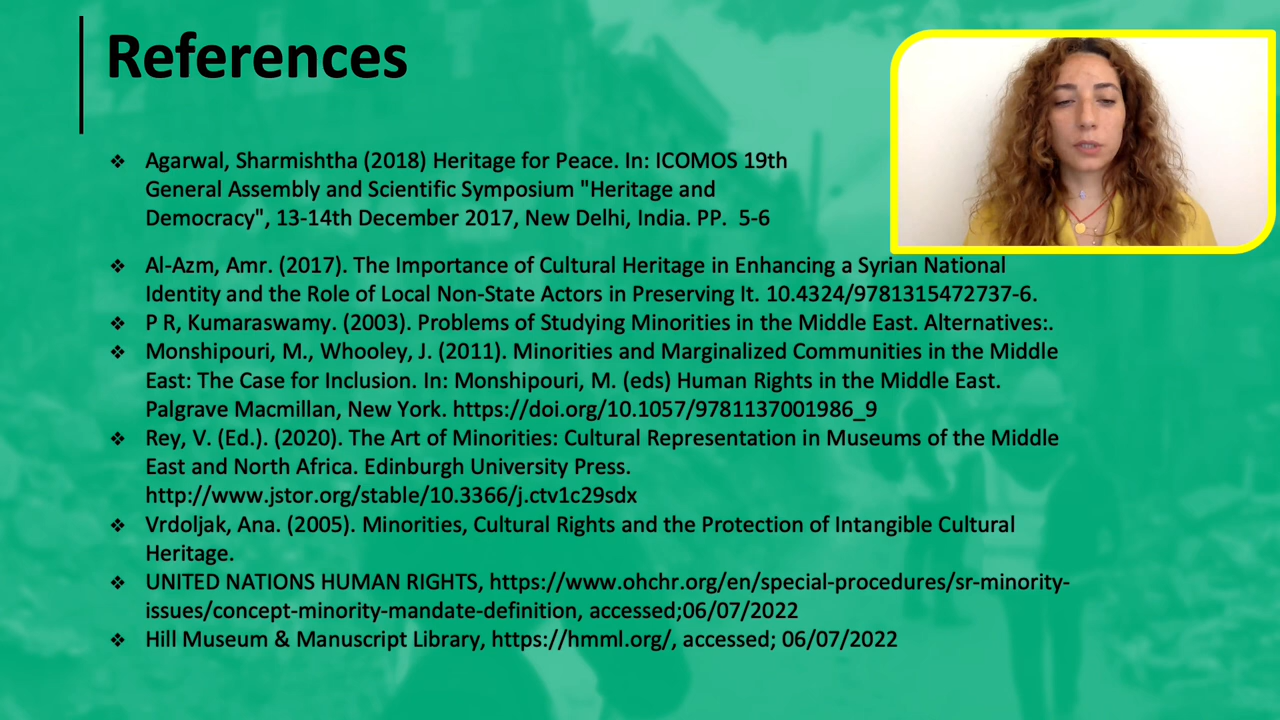 References
❖ Agarwal, Sharmishtha (2018) Heritage for Peace. In: ICOMOS 19th
General Assembly and Scientific Symposium "Heritage and
Democracy", 13-14th December 2017, New Delhi, India. PP. 5-6
❖ Al-Azm, Amr. (2017). The Importance of Cultural Heritage in Enhancing a Syrian National
Identity and the Role of Local Non-State Actors in Preserving It. 10.4324/9781315472737-6.
❖ P R, Kumaraswamy. (2003). Problems of Studying Minorities in the Middle East. Alternatives:.
❖ Monshipouri, M., Whooley, J. (2011). Minorities and Marginalized Communities in the Middle
East: The Case for Inclusion. In: Monshipouri, M. (eds) Human Rights in the Middle East.
Palgrave Macmillan, New York. https://doi.org/10.1057/9781137001986_9
❖ Rey, V. (Ed.). (2020). The Art of Minorities: Cultural Representation in Museums of the Middle
East and North Africa. Edinburgh University Press.
http://www.jstor.org/stable/10.3366/j.ctv1c29sdx
❖ Vrdoljak, Ana. (2005). Minorities, Cultural Rights and the Protection of Intangible Cultural
Heritage.
❖ UNITED NATIONS HUMAN RIGHTS, https://www.ohchr.org/en/special-procedures/sr-minority-
issues/concept-minority-mandate-definition, accessed;06/07/2022
❖ Hill Museum & Manuscript Library, https://hmml.org/, accessed; 06/07/2022